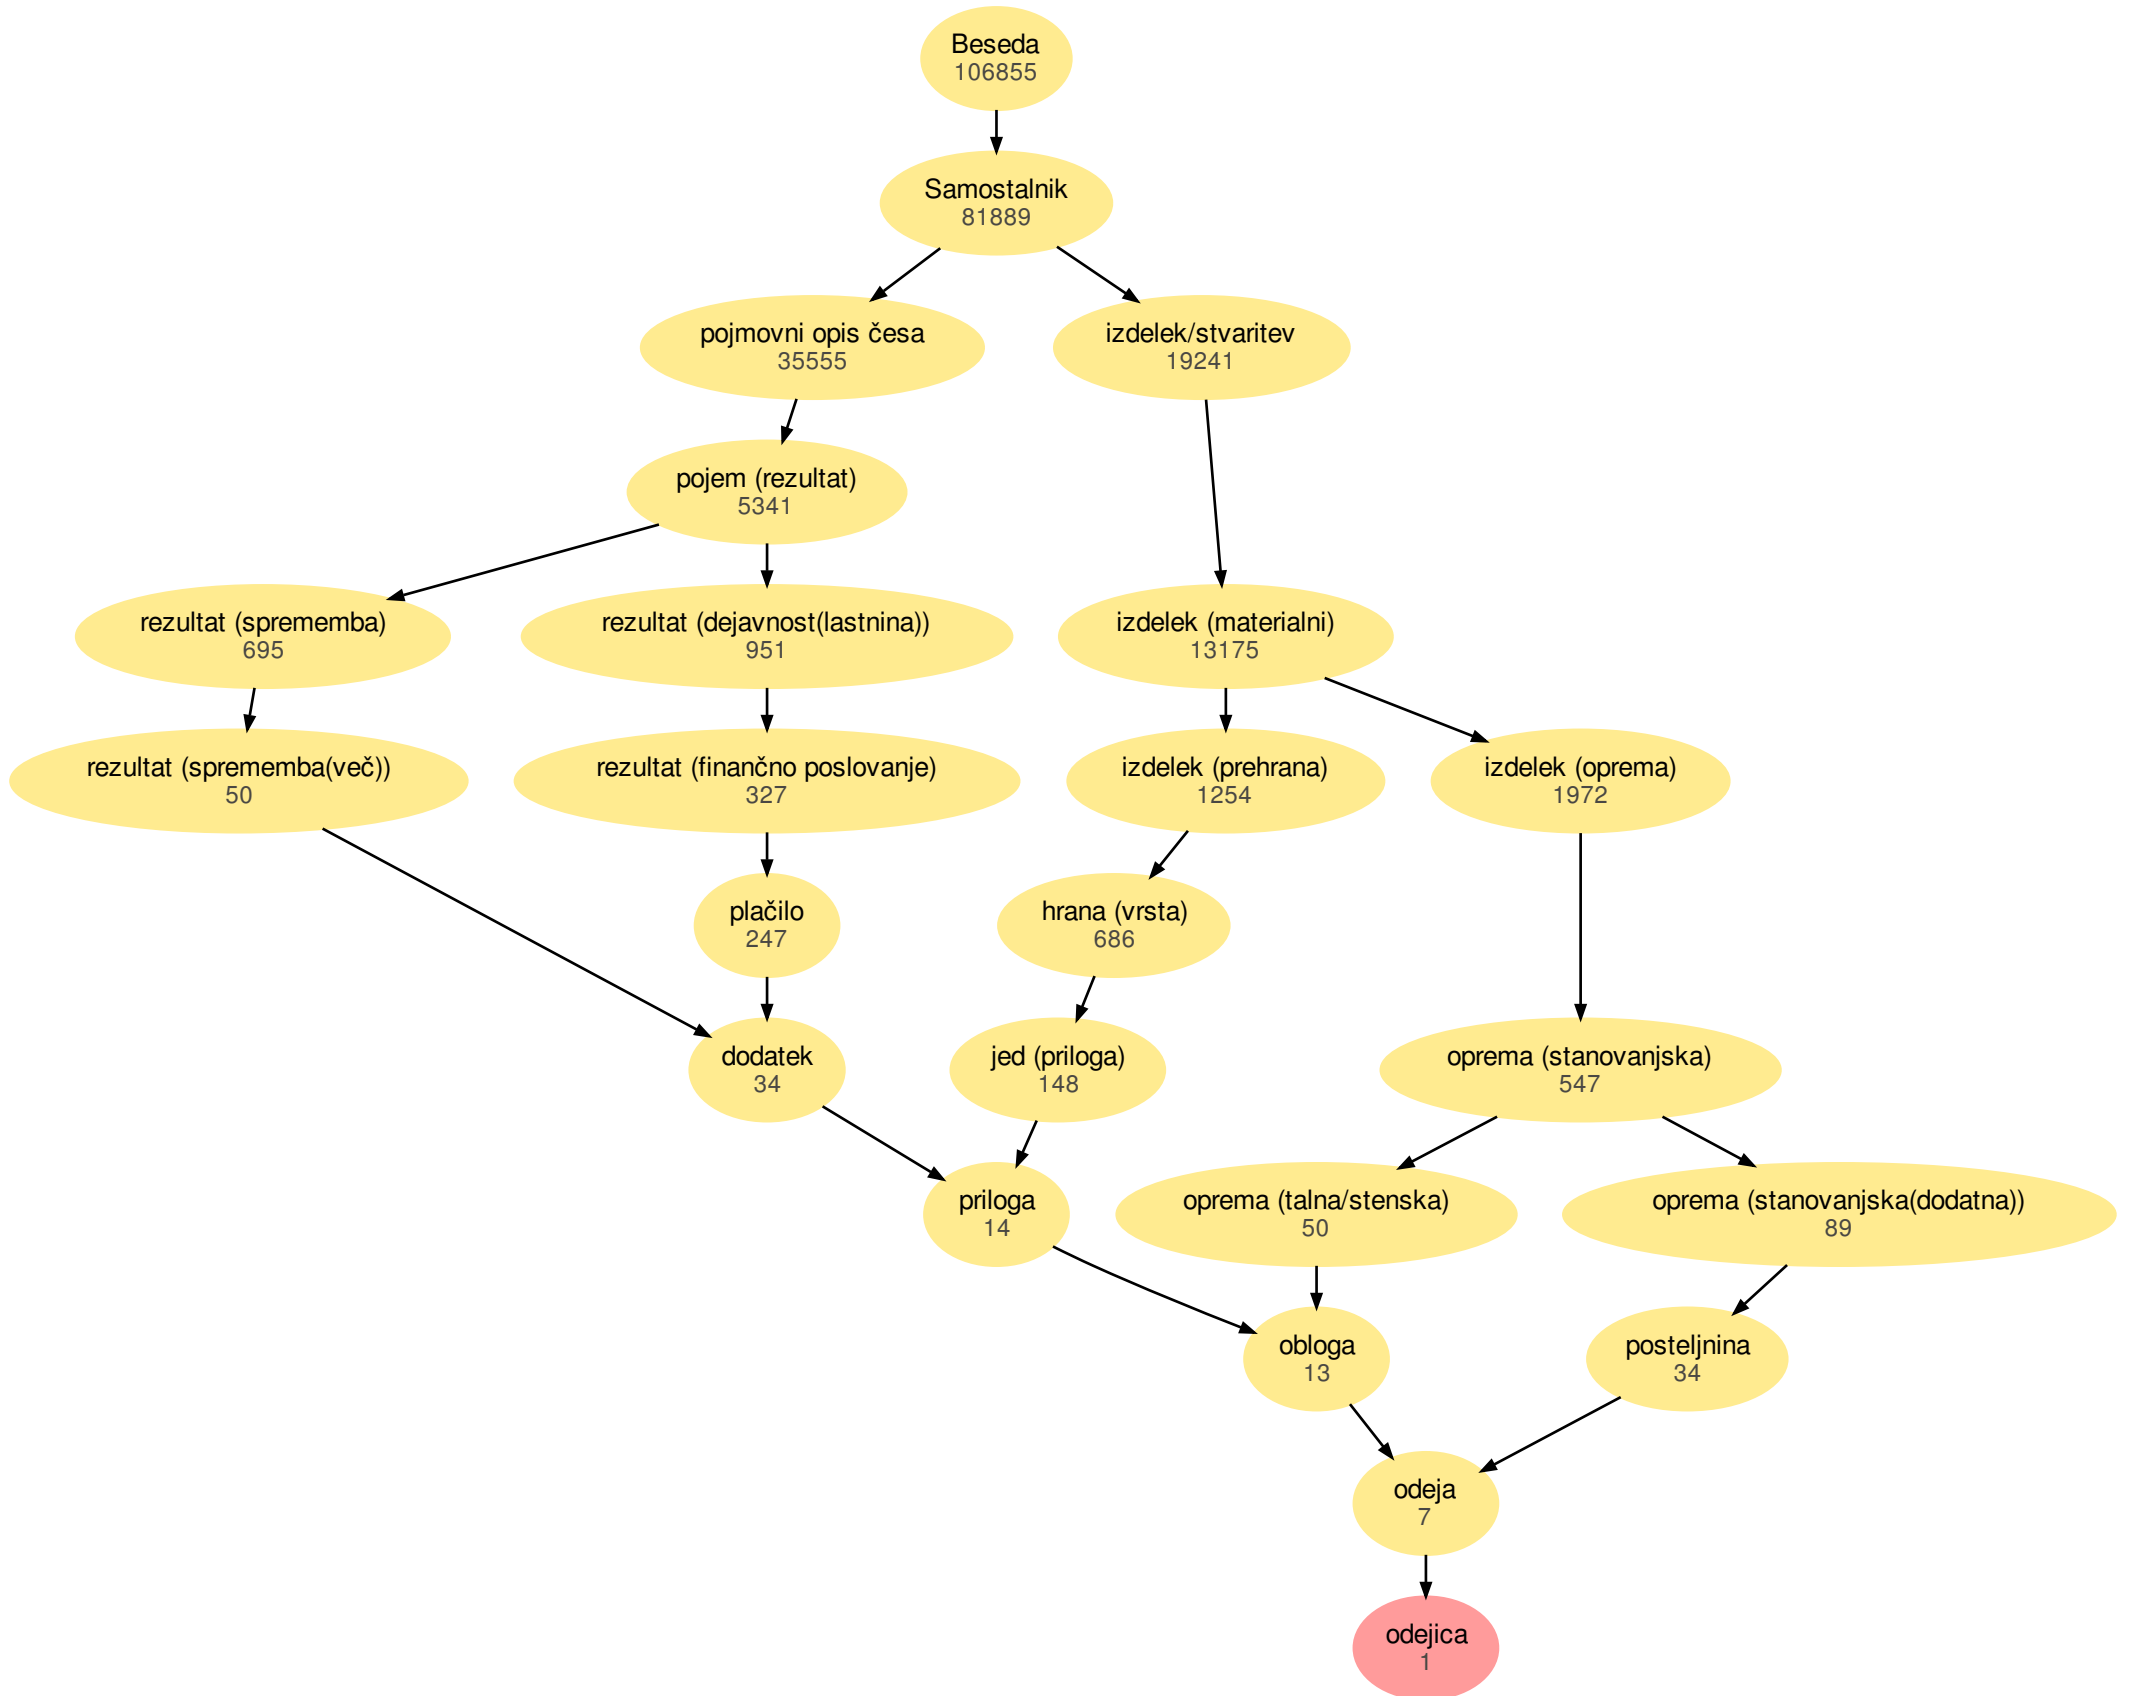 Beseda
106855
Samostalnik
81889
pojmovni opis česa
35555
izdelek/stvaritev
19241
pojem (rezultat)
5341
rezultat (sprememba)
695
rezultat (dejavnost(lastnina))
951
izdelek (materialni)
13175
rezultat (sprememba(več))
50
rezultat (finančno poslovanje)
327
izdelek (prehrana)
1254
izdelek (oprema)
1972
plačilo
247
hrana (vrsta)
686
dodatek
34
jed (priloga)
148
oprema (stanovanjska)
547
priloga
14
oprema (talna/stenska)
50
oprema (stanovanjska(dodatna))
89
obloga
13
posteljnina
34
odeja
7
odejica
1